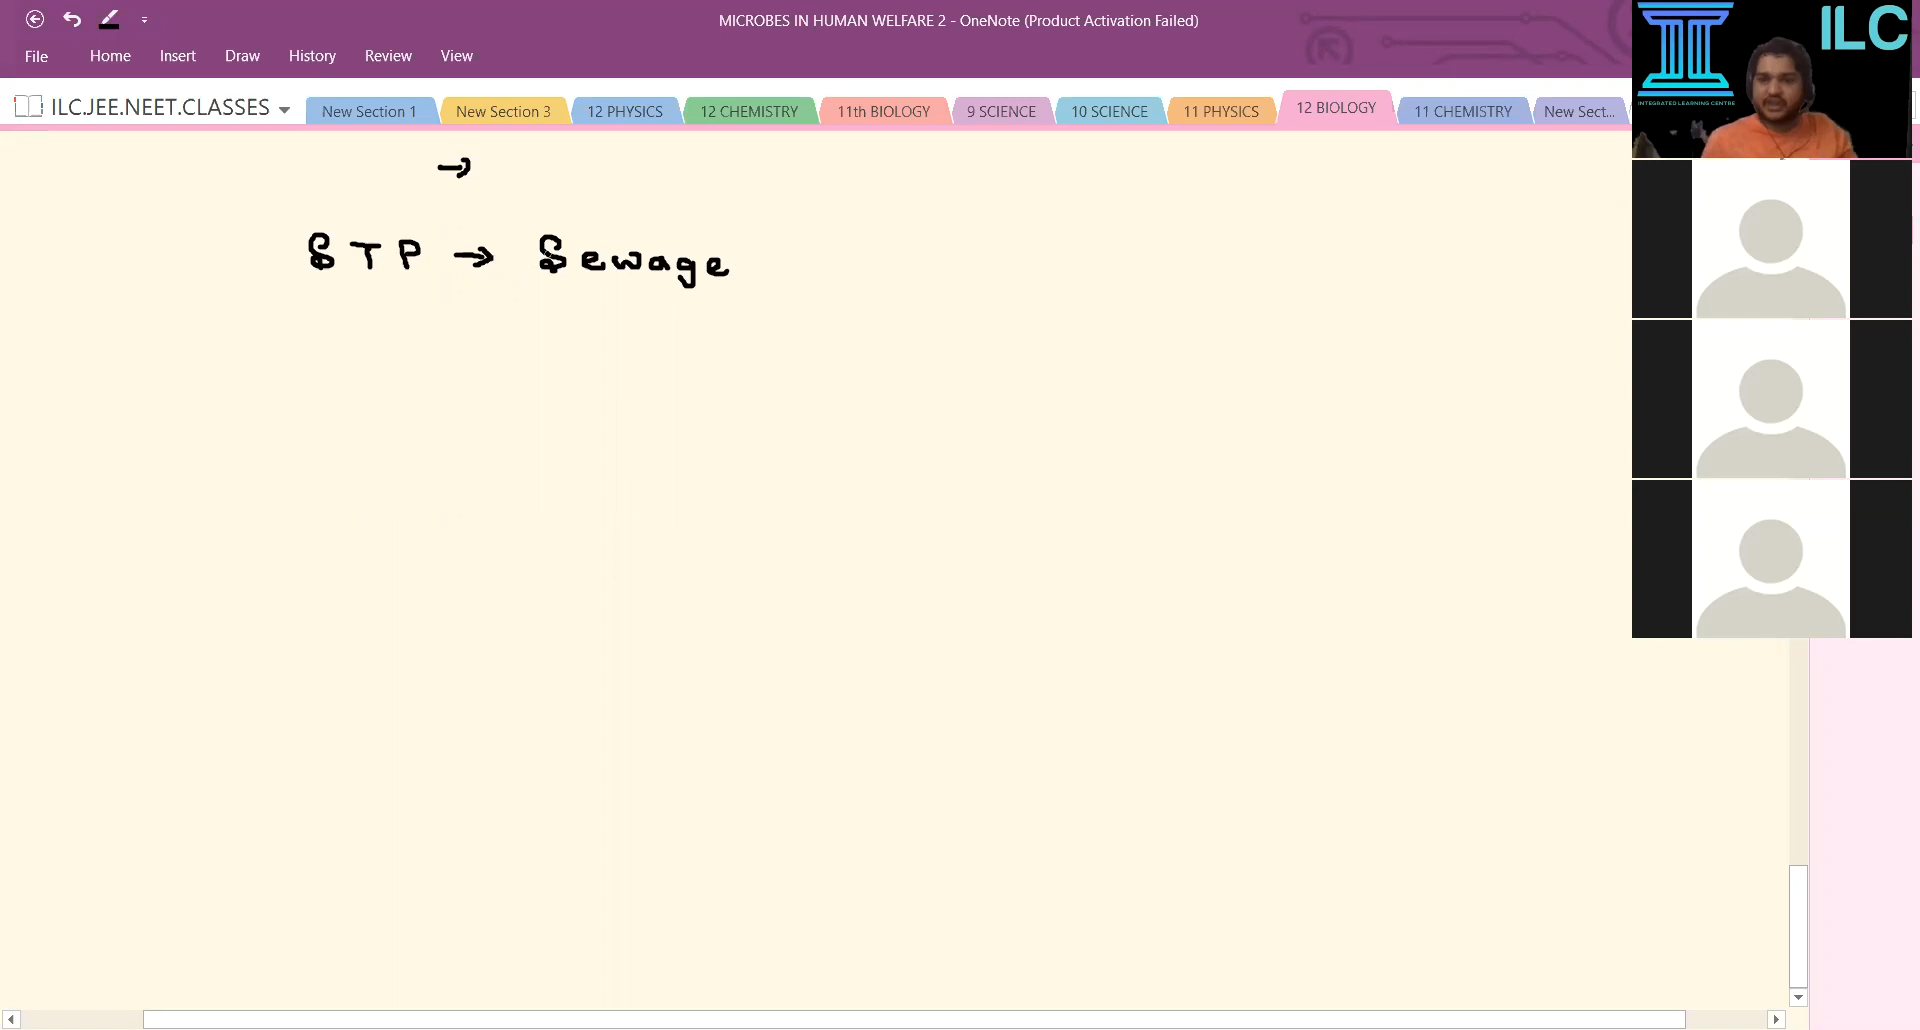 MICROBES IN HUMAN WELFARE 2 - OneNote (Product Activation Failed)
File Home Insert Draw History Review View
ILC.JEE.NEET.CLASSES
New Section 1 New Section 3 12 PHYSICS 12 CHEMISTRY 11th BIOLOGY 9 SCIENCE 10 SCIENCE 11 PHYSICS 12 BIOLOGY 11 CHEMISTRY New Sect...
ILC
INTEGRATED LEARNING CENTRE
→
STP → Sewage